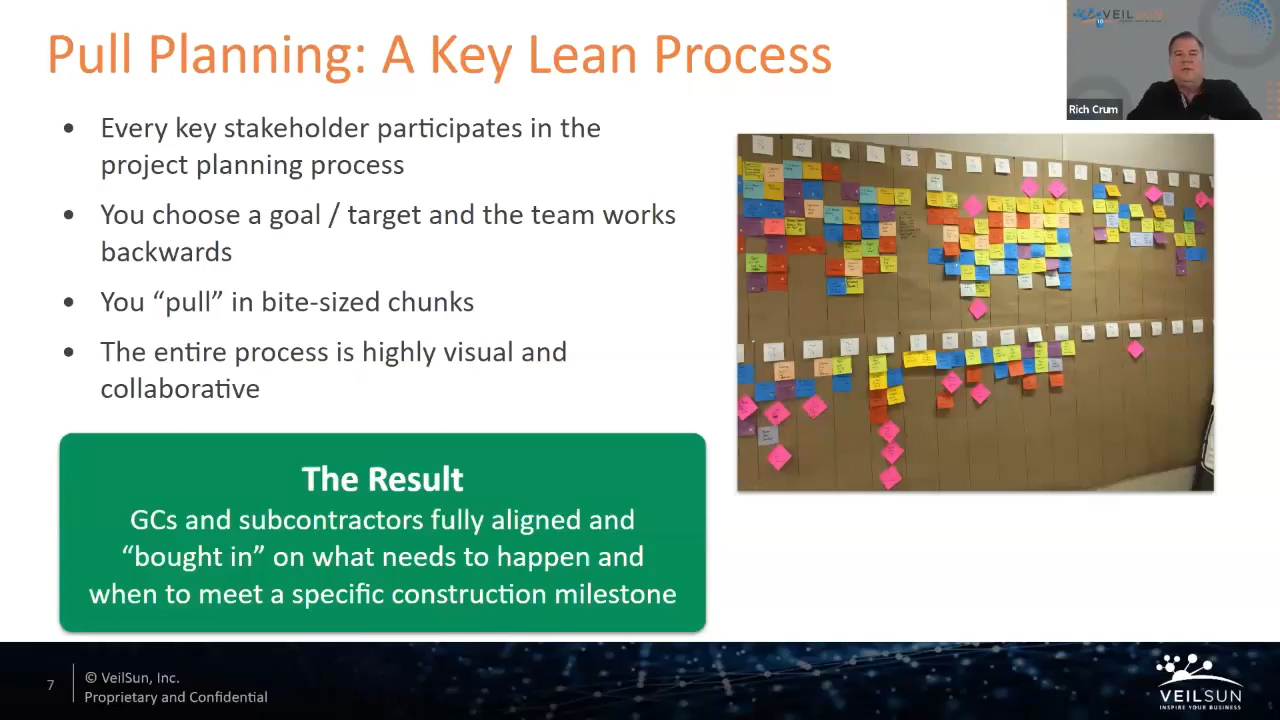 Pull Planning: A Key Lean Process
VEILSUN
Rich Crum
• Every key stakeholder participates in the
project planning process
• You choose a goal / target and the team works
backwards
• You “pull” in bite-sized chunks
• The entire process is highly visual and
collaborative
The Result
GCs and subcontractors fully aligned and
“bought in” on what needs to happen and
when to meet a specific construction milestone
7
© VeilSun, Inc.
Proprietary and Confidential
VEILSUN
INSPIRE YOUR BUSINESS